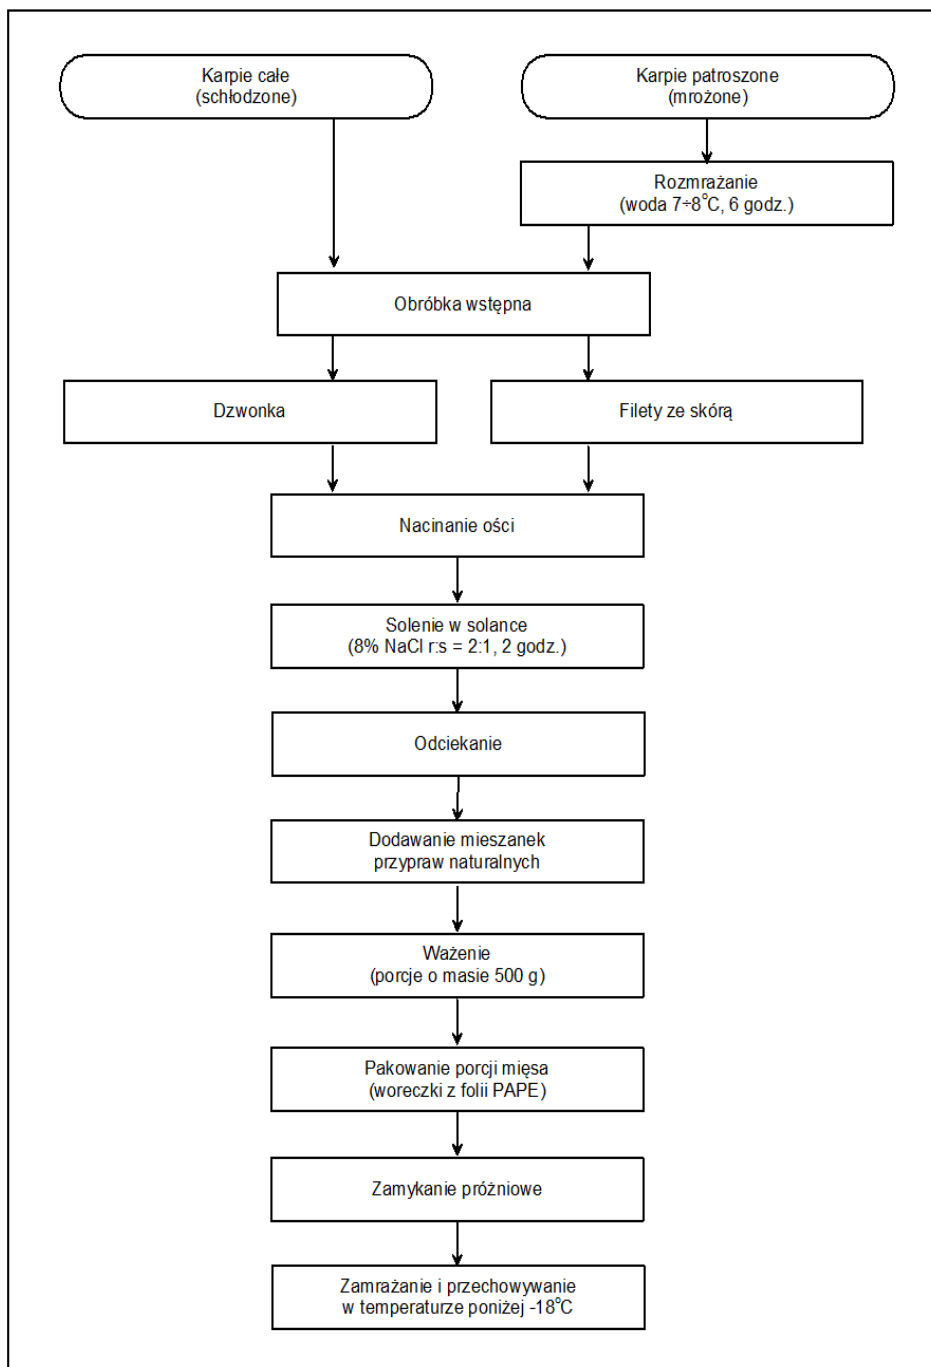 Karpie całe
(schłodzone)
Karpie patroszone
(mrożone)
Rozmrażanie
(woda 7÷8°C, 6 godz.)
Obróbka wstępna
Dzwonka
Filety ze skórą
Nacinanie ości
Solenie w solance
(8% NaCl r:s = 2:1, 2 godz.)
Odciekanie
Dodawanie mieszanek
przypraw naturalnych
Ważenie
(porcje o masie 500 g)
Pakowanie porcji mięsa
(woreczki z folii PAPE)
Zamykanie próżniowe
Zamrażanie i przechowywanie
w temperaturze poniżej -18°C